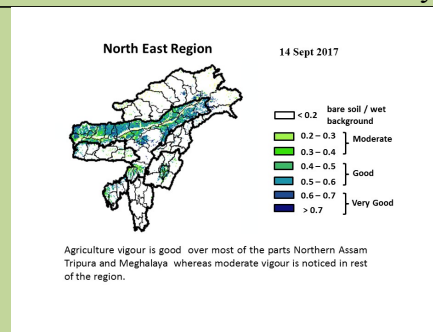 North East Region
14 Sept 2017
< 0.2 bare soil / wet background
0.2 – 0.3
Moderate
0.3 – 0.4
0.4 – 0.5
Good
0.5 – 0.6
0.6 – 0.7
Very Good
> 0.7
Agriculture vigour is good over most of the parts Northern Assam
Tripura and Meghalaya whereas moderate vigour is noticed in rest
of the region.